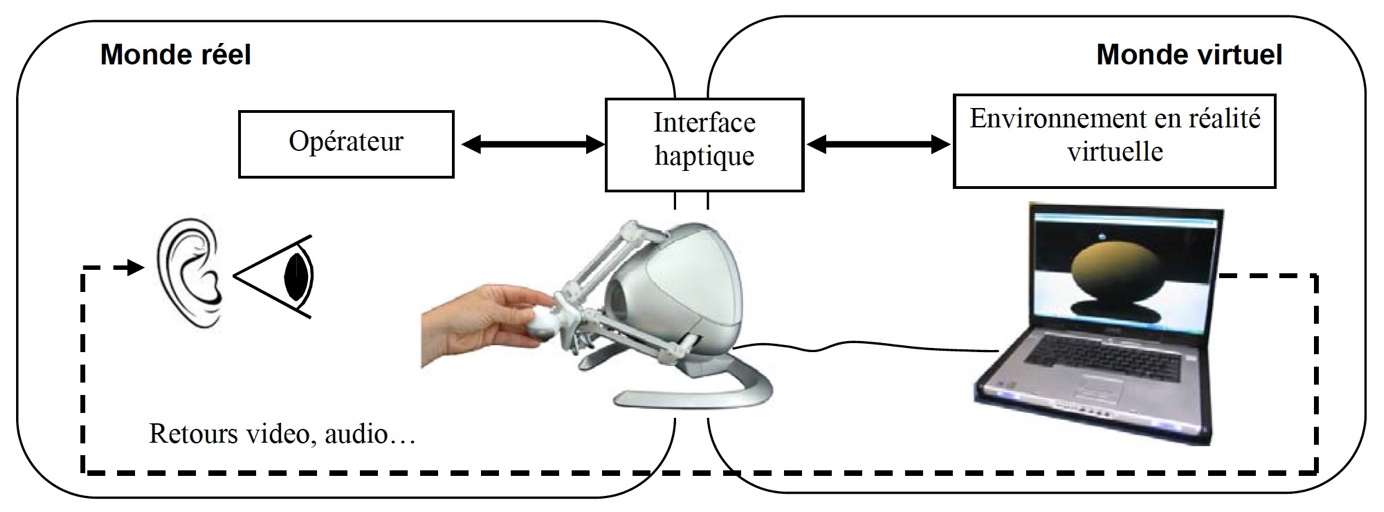 Monde réel
Monde virtuel
Opérateur
Interface
haptique
Environnement en réalité
virtuelle
Retours video, audio…